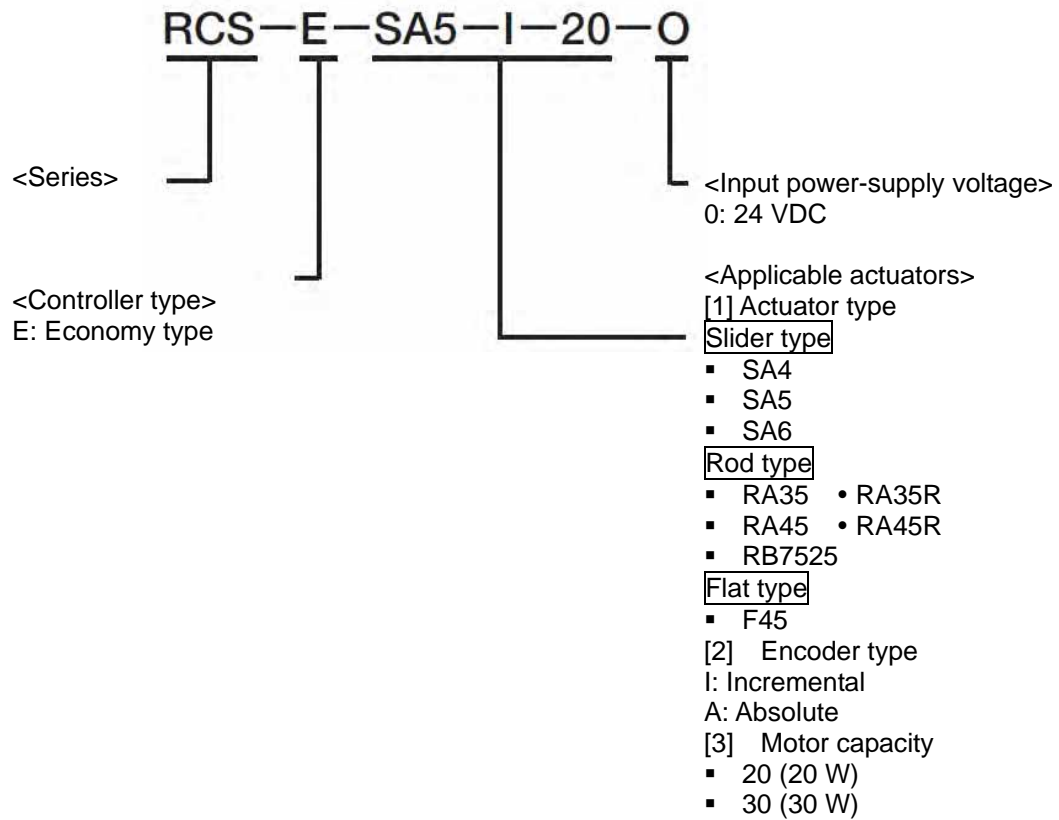 RCS－E－SA5－I－20－O
<Series>
<Controller type>
E: Economy type
<Input power-supply voltage>
0: 24 VDC
<Applicable actuators>
[1] Actuator type
Slider type
▪ SA4
▪ SA5
▪ SA6
Rod type
▪ RA35 • RA35R
▪ RA45 • RA45R
▪ RB7525
Flat type
▪ F45
[2] Encoder type
I: Incremental
A: Absolute
[3] Motor capacity
▪ 20 (20 W)
▪ 30 (30 W)